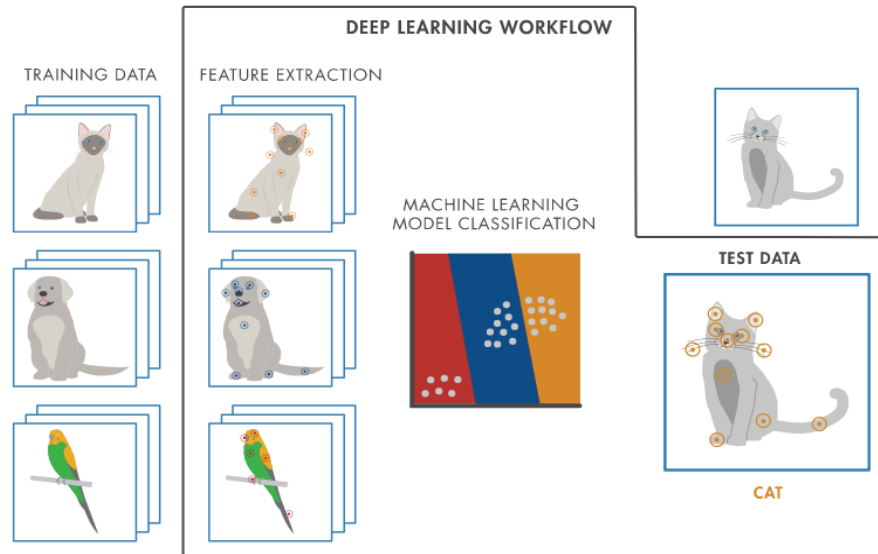 DEEP LEARNING WORKFLOW
TRAINING DATA
FEATURE EXTRACTION
MACHINE LEARNING
MODEL CLASSIFICATION
TEST DATA
CAT